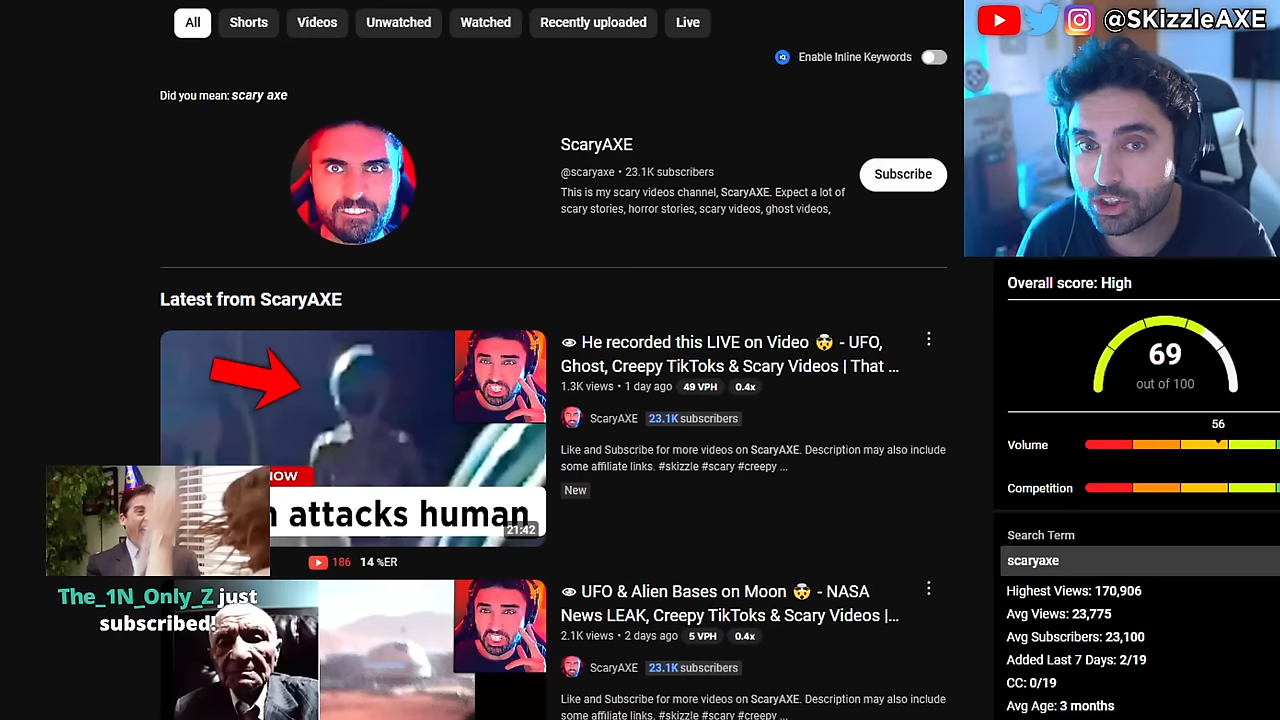 All
Shorts
Videos
Unwatched
Watched
Recently uploaded
Live
@SKizzleAXE
Enable Inline Keywords
Did you mean: scary axe
ScaryAXE
@scaryaxe • 23.1K subscribers
This is my scary videos channel, ScaryAXE. Expect a lot of
scary stories, horror stories, scary videos, ghost videos,
Subscribe
Latest from ScaryAXE
He recorded this LIVE on Video 🤯 - UFO,
Ghost, Creepy TikToks & Scary Videos | That ...
1.3K views • 1 day ago 49 VPH 0.4x
ScaryAXE 23.1K subscribers
Like and Subscribe for more videos on ScaryAXE. Description may also include
some affiliate links. #skizzle #scary #creepy ...
New
NOW
n attacks human
21:42
186 14 %ER
The_1N_Only_Z just
subscribed!
UFO & Alien Bases on Moon 🤯 - NASA
News LEAK, Creepy TikToks & Scary Videos |...
2.1K views • 2 days ago 5 VPH 0.4x
ScaryAXE 23.1K subscribers
Like and Subscribe for more videos on ScaryAXE. Description may also include
some affiliate links. #skizzle #scary #creepy ...
Overall score: High
69
out of 100
56
Volume
Competition
Search Term
scaryaxe
Highest Views: 170,906
Avg Views: 23,775
Avg Subscribers: 23,100
Added Last 7 Days: 2/19
CC: 0/19
Avg Age: 3 months